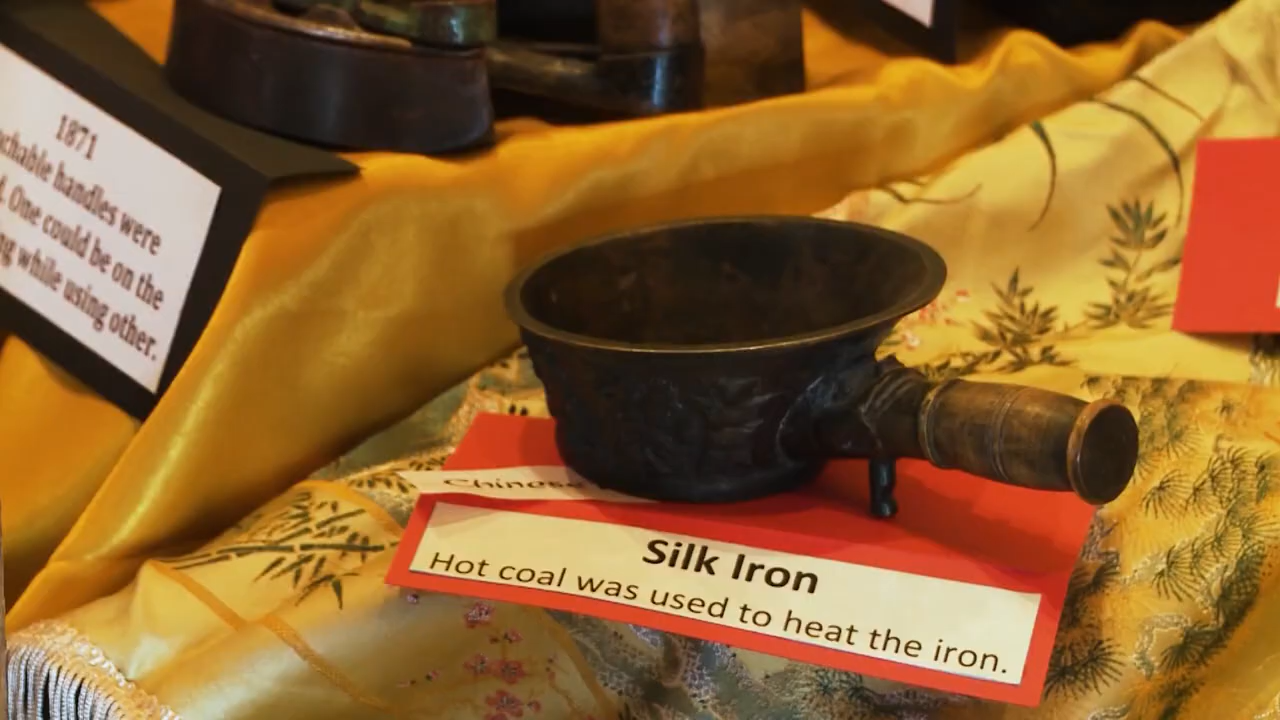 1871
handles were
One could be on the
while using other.
Chinese
Silk Iron
Hot coal was used to heat the iron.